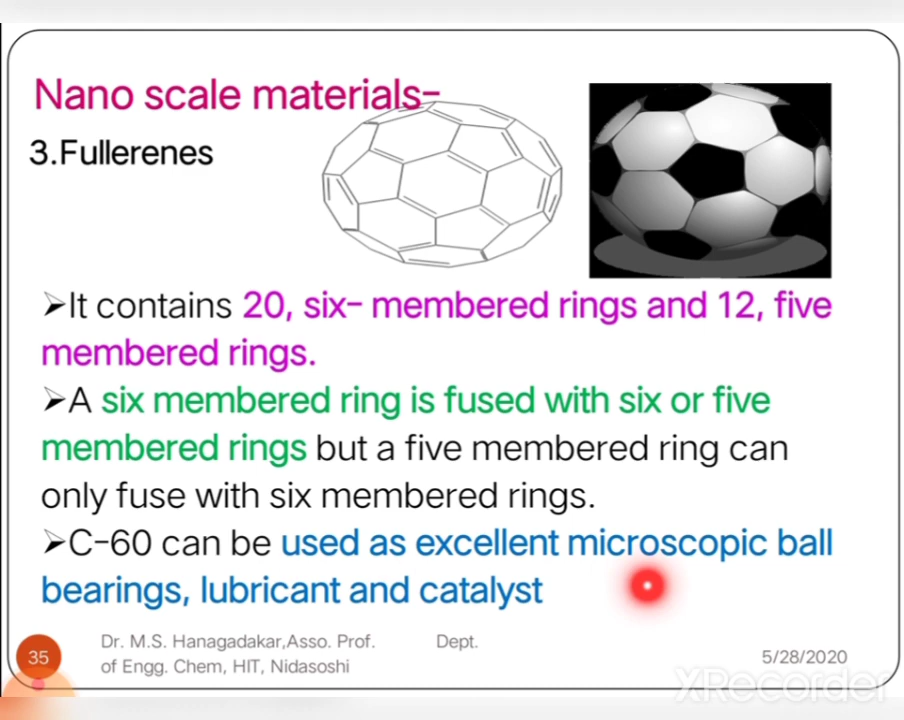 Nano scale materials-
3.Fullerenes
➢It contains 20, six- membered rings and 12, five
membered rings.
➢A six membered ring is fused with six or five
membered rings but a five membered ring can
only fuse with six membered rings.
➢C-60 can be used as excellent microscopic ball
bearings, lubricant and catalyst
35
Dr. M.S. Hanagadakar,Asso. Prof. Dept.
of Engg. Chem, HIT, Nidasoshi
5/28/2020
XRecorder